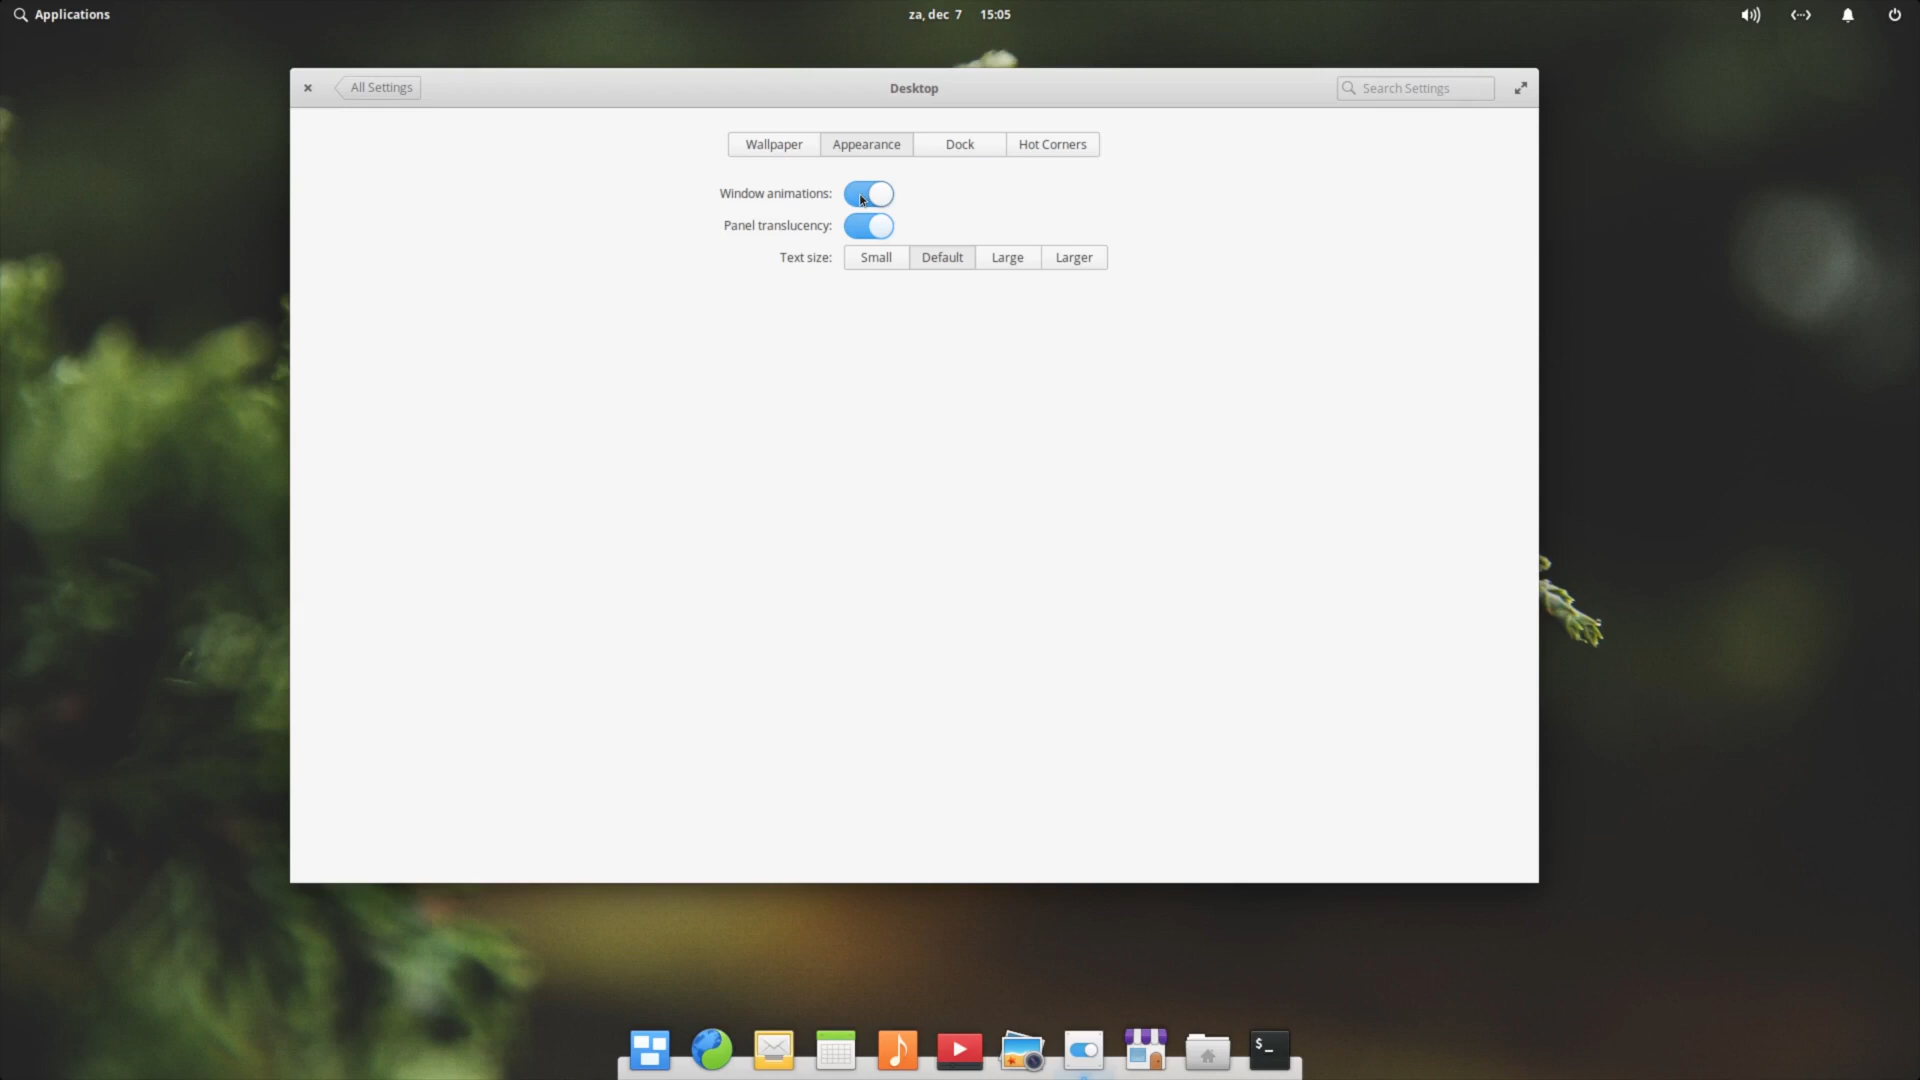 Applications
za, dec 7 15:05
All Settings
Desktop
Search Settings
Wallpaper Appearance Dock Hot Corners
Window animations:
Panel translucency:
Text size: Small Default Large Larger
$_